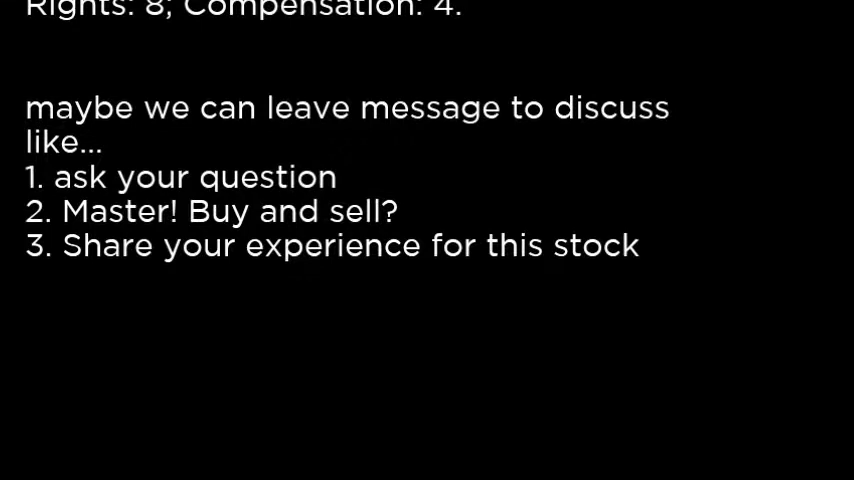 Rights: 8; Compensation: 4.
maybe we can leave message to discuss
like...
1. ask your question
2. Master! Buy and sell?
3. Share your experience for this stock